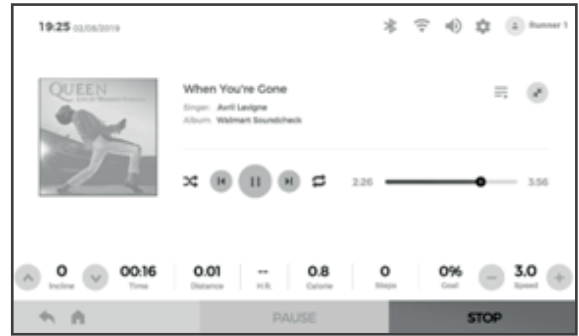 19:25 02/08/2019
Runner 1
QUEEN
When You're Gone
Singer: Avril Lavigne
Album: Walmart Soundcheck
2:26
3:56
0 00:16 0.01 -- 0.8 0 0% 3.0
Incline Time Distance H.R. Calorie Steps Goal Speed
PAUSE STOP